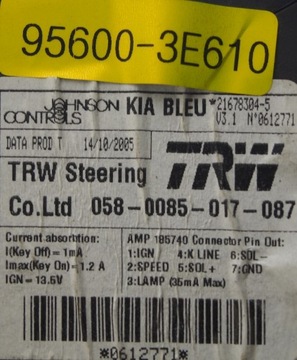 95600-3E610
JOHNSON CONTROLS KIA BLEU *21678304-5
V3.1 N°0612771
DATA PROD T 14/10/2005
TRW
TRW Steering
Co.Ltd 058-0085-017-087
Current absorbtion: AMP 185740 Connector Pin Out:
I(Key Off) = 1mA 1:IGN 4:K LINE 6:SOL-
Imax(Key On)= 1.2 A 2:SPEED 5:SOL+ 7:GND
IGN = 13.5V 3:LAMP (35mA Max)
*0612771*